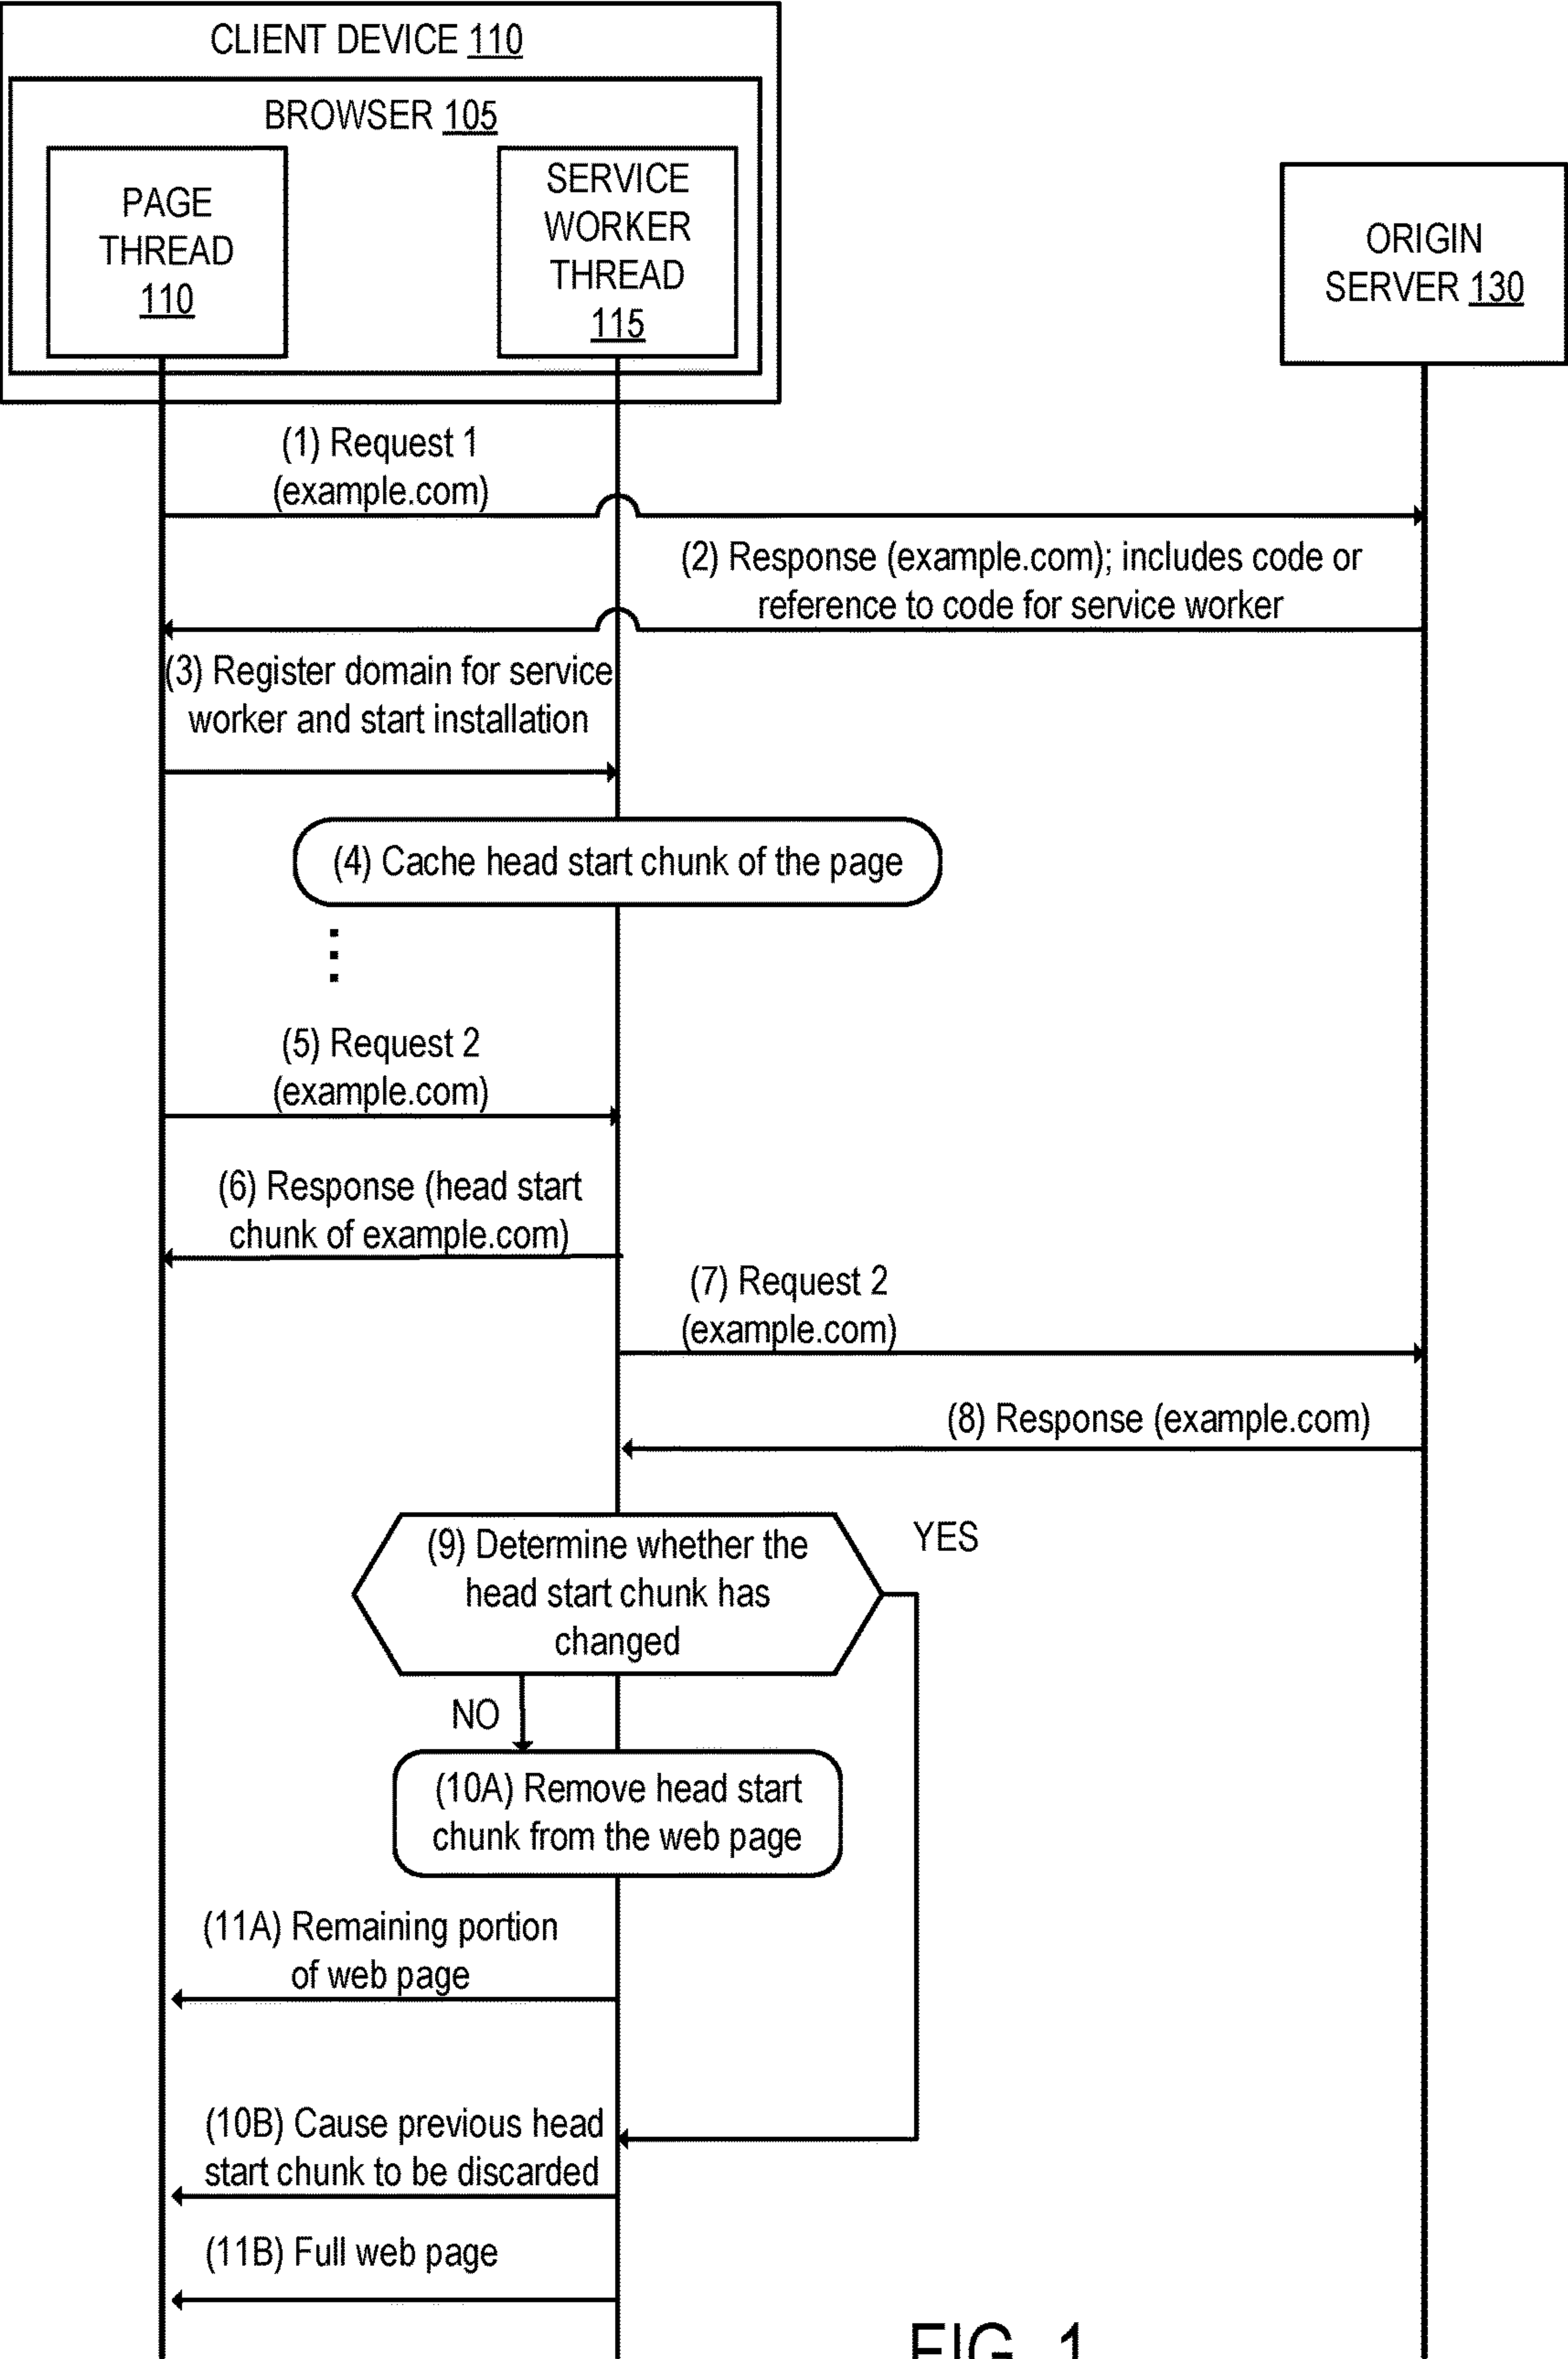 CLIENT DEVICE 110
BROWSER 105
PAGE
THREAD
110
SERVICE
WORKER
THREAD
115
ORIGIN
SERVER 130
(1) Request 1
(example.com)
(2) Response (example.com); includes code or
reference to code for service worker
(3) Register domain for service
worker and start installation
(4) Cache head start chunk of the page
(5) Request 2
(example.com)
(6) Response (head start
chunk of example.com)
(7) Request 2
(example.com)
(8) Response (example.com)
(9) Determine whether the
head start chunk has
changed
YES
NO
(10A) Remove head start
chunk from the web page
(11A) Remaining portion
of web page
(10B) Cause previous head
start chunk to be discarded
(11B) Full web page
FIG. 1